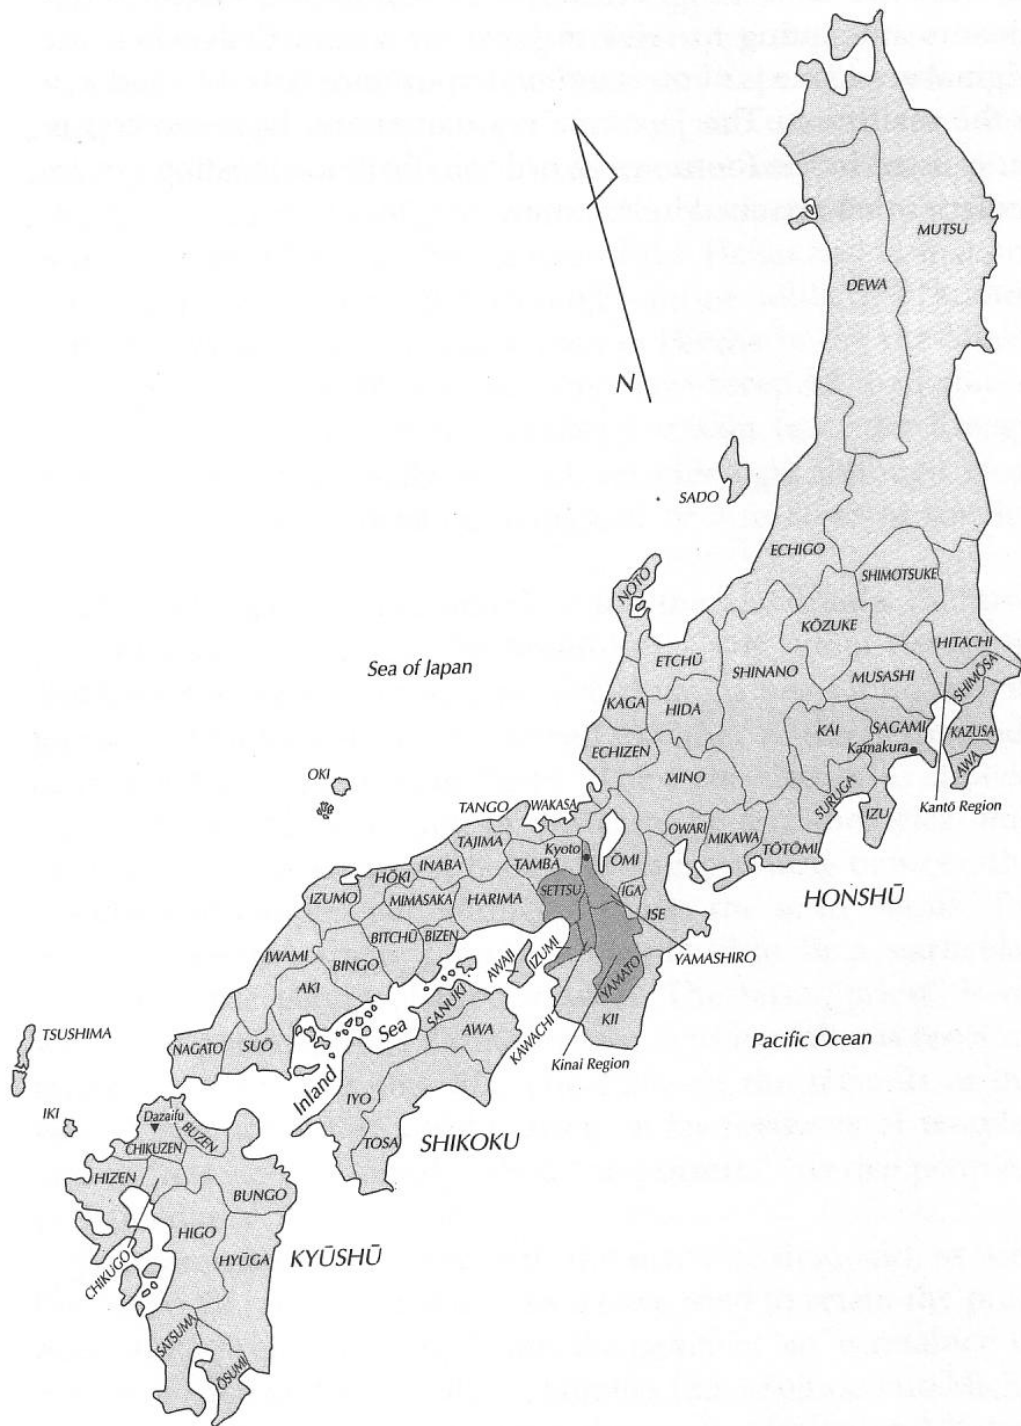 MUTSU
DEWA
N
SADO
ECHIGO
NOTO
SHIMOTSUKE
KŌZUKE
HITACHI
ETCHŪ
Sea of Japan
SHINANO
MUSASHI
SHIMŌSA
KAGA
HIDA
KAI
SAGAMI
KAZUSA
ECHIZEN
Kamakura
AWA
OKI
MINO
SURUGA
IZU
Kantō Region
TANGO
WAKASA
OWARI
MIKAWA
TŌTŌMI
TAJIMA
Kyoto
ŌMI
INABA
TAMBA
HŌKI
SETTSU
IGA
HONSHŪ
IZUMO
MIMASAKA
HARIMA
ISE
BITCHŪ
BIZEN
IWAMI
BINGO
AWAJI
IZUMI
YAMASHIRO
AKI
YAMATO
SANUKI
KII
TSUSHIMA
NAGATO
SUŌ
Inland Sea
AWA
KAWACHI
Kinai Region
Pacific Ocean
IKI
Dazaifu
BUZEN
IYO
CHIKUZEN
TOSA
SHIKOKU
HIZEN
BUNGO
HIGO
CHIKUGO
HYŪGA
KYŪSHŪ
SATSUMA
ŌSUMI